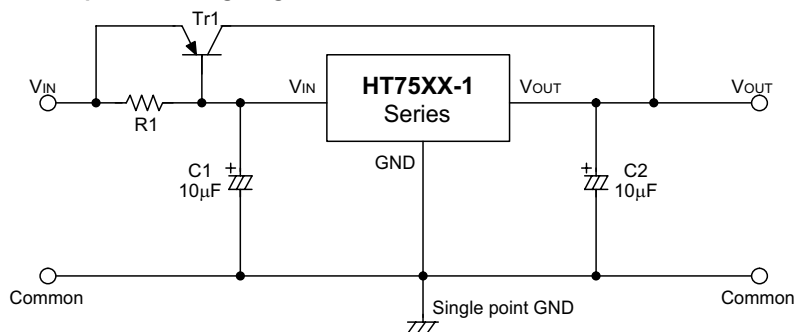 Tr1
VIN
R1
VIN
HT75XX-1
Series
VOUT
VOUT
GND
C1
+
10µF
C2
+
10µF
Common
Single point GND
Common